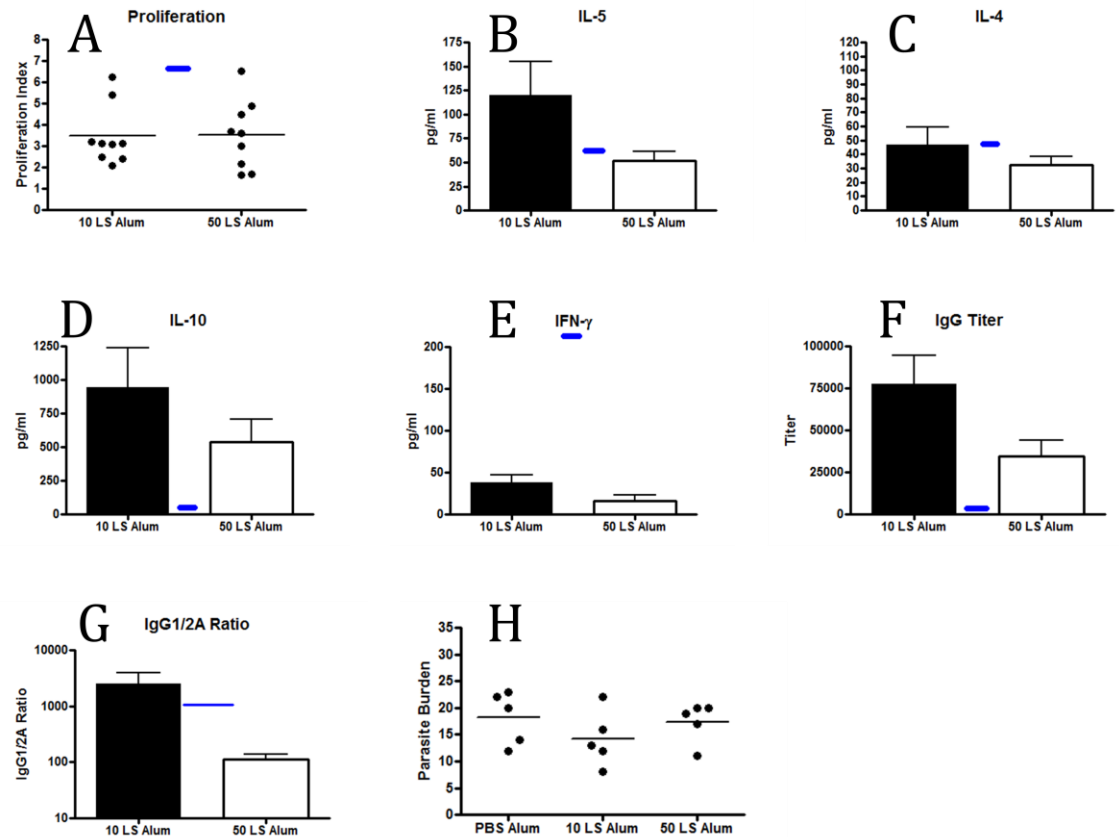 A
Proliferation
Proliferation Index
8
7
6
5
4
3
2
1
0
10 LS Alum
50 LS Alum
B
IL-5
pg/ml
175
150
125
100
75
50
25
0
10 LS Alum
50 LS Alum
C
IL-4
pg/ml
120
110
100
90
80
70
60
50
40
30
20
10
0
10 LS Alum
50 LS Alum
D
IL-10
pg/ml
1250
1000
750
500
250
0
10 LS Alum
50 LS Alum
E
IFN-γ
pg/ml
200
150
100
50
0
10 LS Alum
50 LS Alum
F
IgG Titer
Titer
100000
75000
50000
25000
0
10 LS Alum
50 LS Alum
G
IgG1/2A Ratio
IgG1/2A Ratio
10000
1000
100
10
10 LS Alum
50 LS Alum
H
Parasite Burden
35
30
25
20
15
10
5
0
PBS Alum
10 LS Alum
50 LS Alum